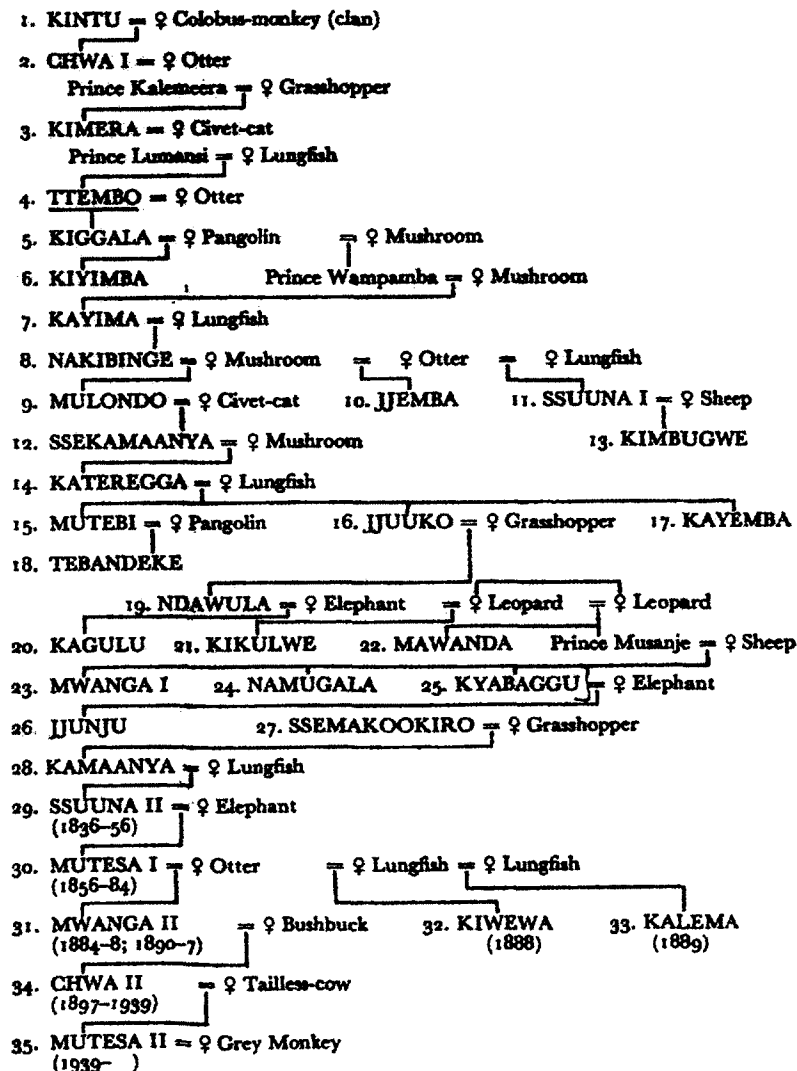 1. KINTU = ♀ Colobus-monkey (clan)
2. CHWA I = ♀ Otter
Prince Kalemeera = ♀ Grasshopper
3. KIMERA = ♀ Civet-cat
Prince Lumansi = ♀ Lungfish
4. TTEMBO = ♀ Otter
5. KIGGALA = ♀ Pangolin = ♀ Mushroom
6. KIYIMBA Prince Wampamba = ♀ Mushroom
7. KAYIMA = ♀ Lungfish
8. NAKIBINGE = ♀ Mushroom = ♀ Otter = ♀ Lungfish
9. MULONDO = ♀ Civet-cat 10. JJEMBA 11. SSUUNA I = ♀ Sheep
12. SSEKAMAANYA = ♀ Mushroom 13. KIMBUGWE
14. KATEREGGA = ♀ Lungfish
15. MUTEBI = ♀ Pangolin 16. JJUUKO = ♀ Grasshopper 17. KAYEMBA
18. TEBANDEKE
19. NDAWULA = ♀ Elephant = ♀ Leopard = ♀ Leopard
20. KAGULU 21. KIKULWE 22. MAWANDA Prince Musanje = ♀ Sheep
23. MWANGA I 24. NAMUGALA 25. KYABAGGU = ♀ Elephant
26. JJUNJU 27. SSEMAKOOKIRO = ♀ Grasshopper
28. KAMAANYA = ♀ Lungfish
29. SSUUNA II = ♀ Elephant
(1836–56)
30. MUTESA I = ♀ Otter = ♀ Lungfish = ♀ Lungfish
(1856–84)
31. MWANGA II = ♀ Bushbuck 32. KIWEWA 33. KALEMA
(1884–8; 1890–7) (1888) (1889)
34. CHWA II = ♀ Tailless-cow
(1897–1939)
35. MUTESA II = ♀ Grey Monkey
(1939– )